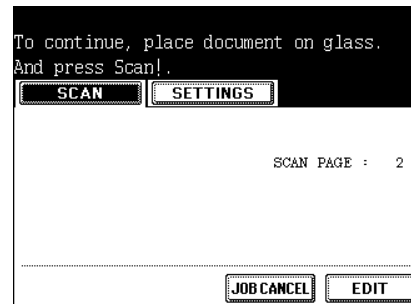 To continue, place document on glass.
And press Scan!.
SCAN SETTINGS
SCAN PAGE : 2
JOB CANCEL EDIT